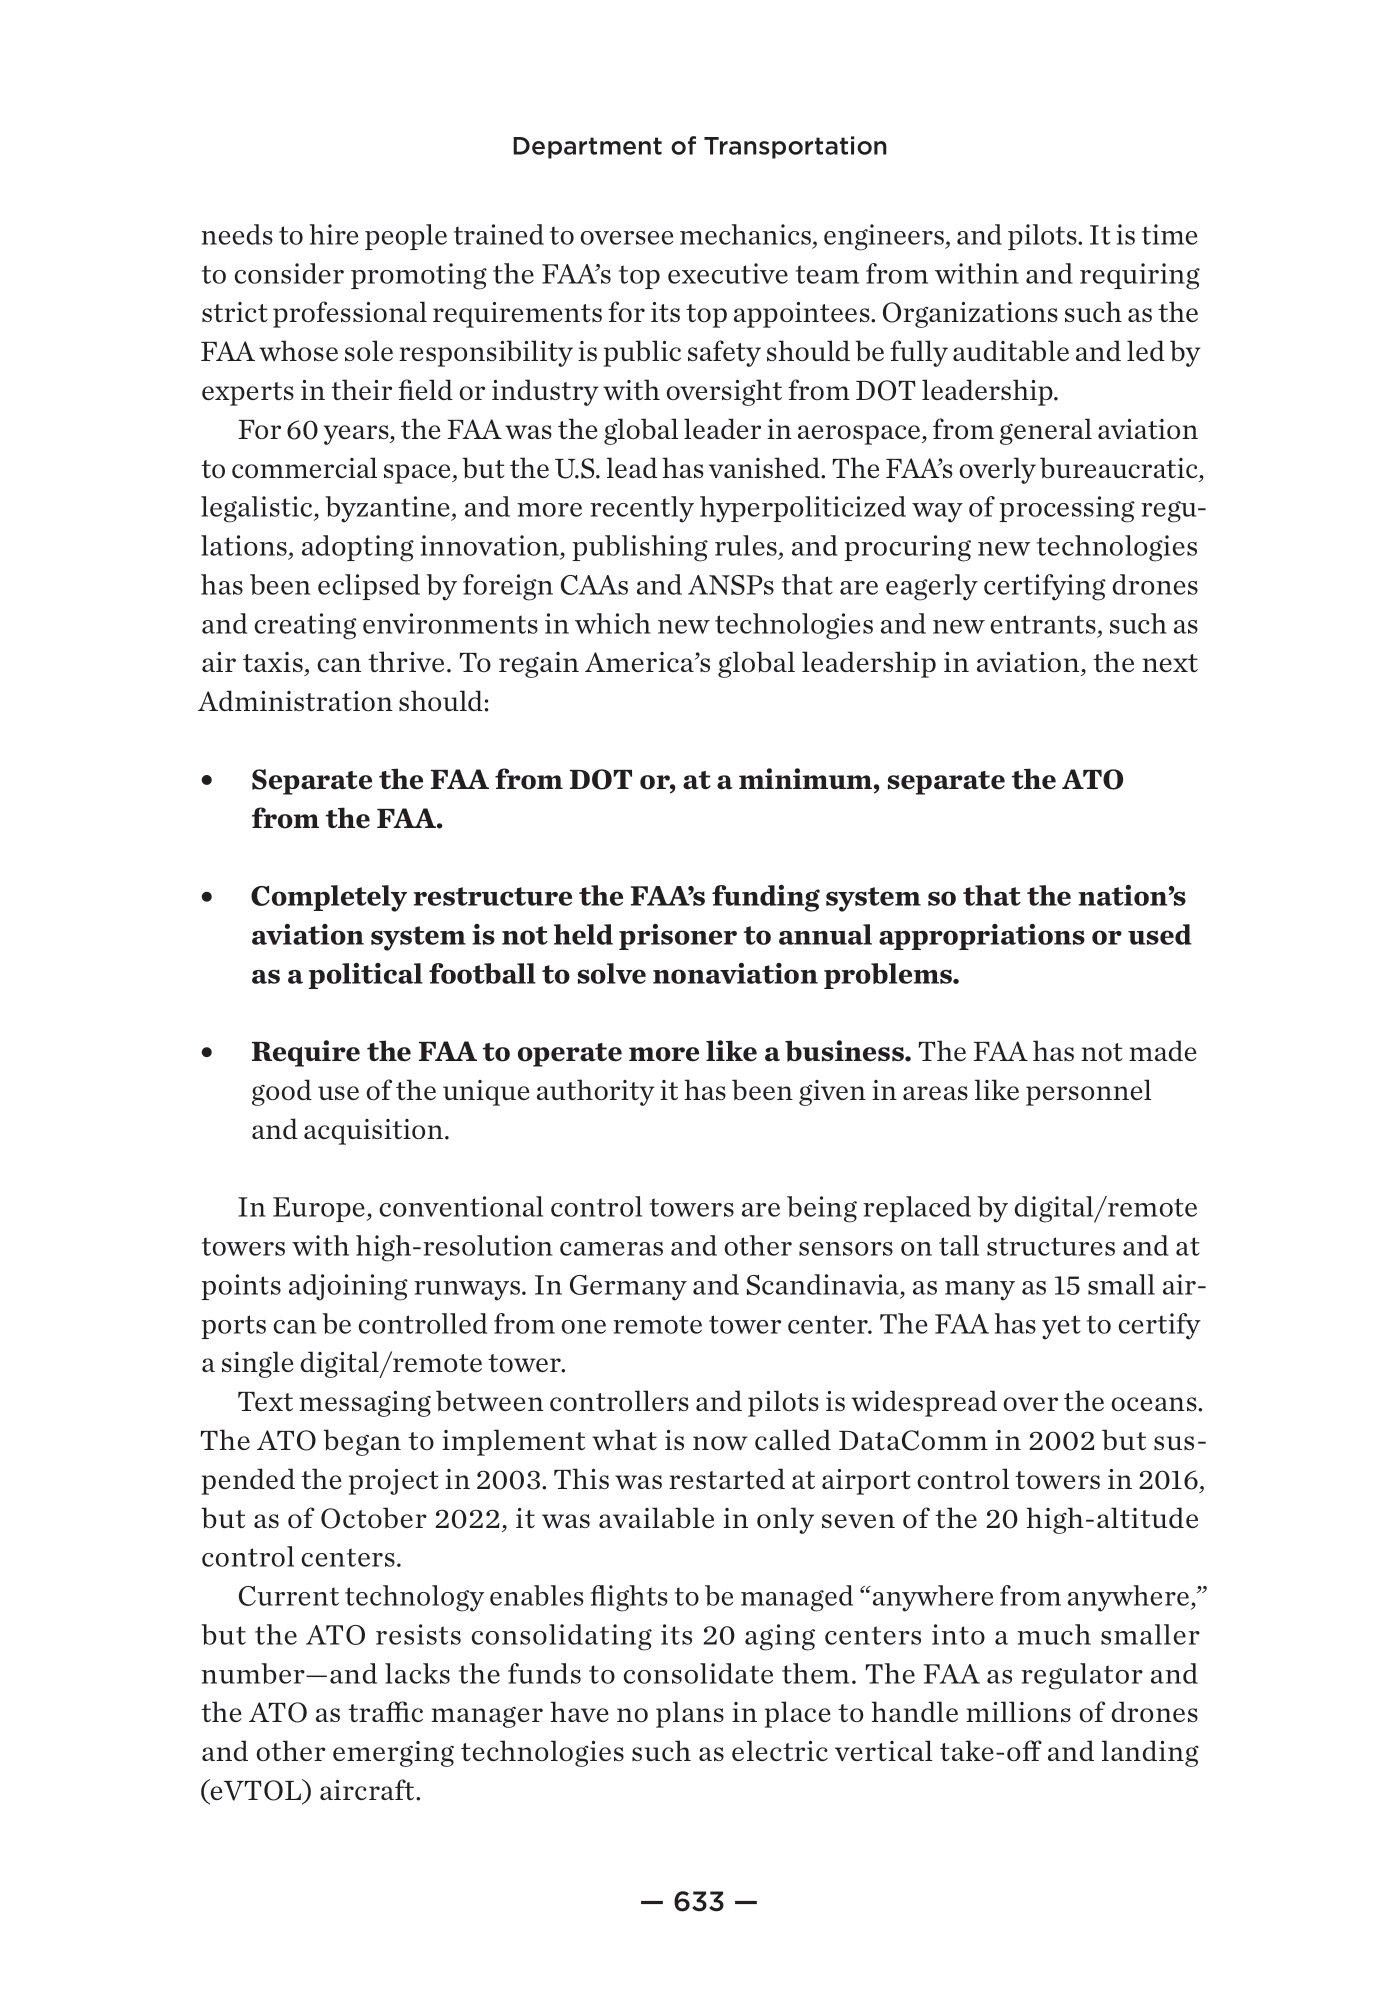 Department of Transportation
needs to hire people trained to oversee mechanics, engineers, and pilots. It is time
to consider promoting the FAA’s top executive team from within and requiring
strict professional requirements for its top appointees. Organizations such as the
FAA whose sole responsibility is public safety should be fully auditable and led by
experts in their field or industry with oversight from DOT leadership.
For 60 years, the FAA was the global leader in aerospace, from general aviation
to commercial space, but the U.S. lead has vanished. The FAA’s overly bureaucratic,
legalistic, byzantine, and more recently hyperpoliticized way of processing regu-
lations, adopting innovation, publishing rules, and procuring new technologies
has been eclipsed by foreign CAAs and ANSPs that are eagerly certifying drones
and creating environments in which new technologies and new entrants, such as
air taxis, can thrive. To regain America’s global leadership in aviation, the next
Administration should:
• Separate the FAA from DOT or, at a minimum, separate the ATO
from the FAA.
• Completely restructure the FAA’s funding system so that the nation’s
aviation system is not held prisoner to annual appropriations or used
as a political football to solve nonaviation problems.
• Require the FAA to operate more like a business. The FAA has not made
good use of the unique authority it has been given in areas like personnel
and acquisition.
In Europe, conventional control towers are being replaced by digital/remote
towers with high-resolution cameras and other sensors on tall structures and at
points adjoining runways. In Germany and Scandinavia, as many as 15 small air-
ports can be controlled from one remote tower center. The FAA has yet to certify
a single digital/remote tower.
Text messaging between controllers and pilots is widespread over the oceans.
The ATO began to implement what is now called DataComm in 2002 but sus-
pended the project in 2003. This was restarted at airport control towers in 2016,
but as of October 2022, it was available in only seven of the 20 high-altitude
control centers.
Current technology enables flights to be managed “anywhere from anywhere,”
but the ATO resists consolidating its 20 aging centers into a much smaller
number—and lacks the funds to consolidate them. The FAA as regulator and
the ATO as traffic manager have no plans in place to handle millions of drones
and other emerging technologies such as electric vertical take-off and landing
(eVTOL) aircraft.
— 633 —